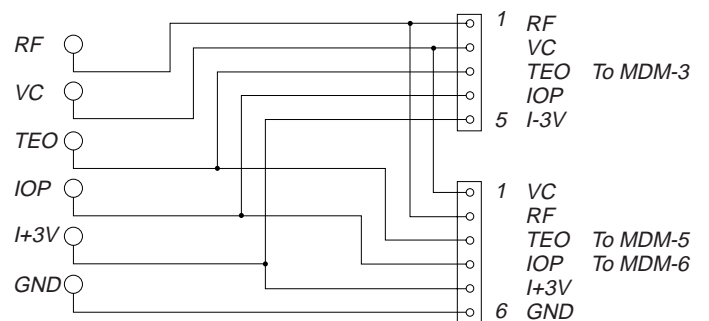 RF
VC
TEO
IOP
I+3V
GND
1 RF
VC
TEO To MDM-3
IOP
5 I-3V
1 VC
RF
TEO To MDM-5
IOP To MDM-6
I+3V
6 GND